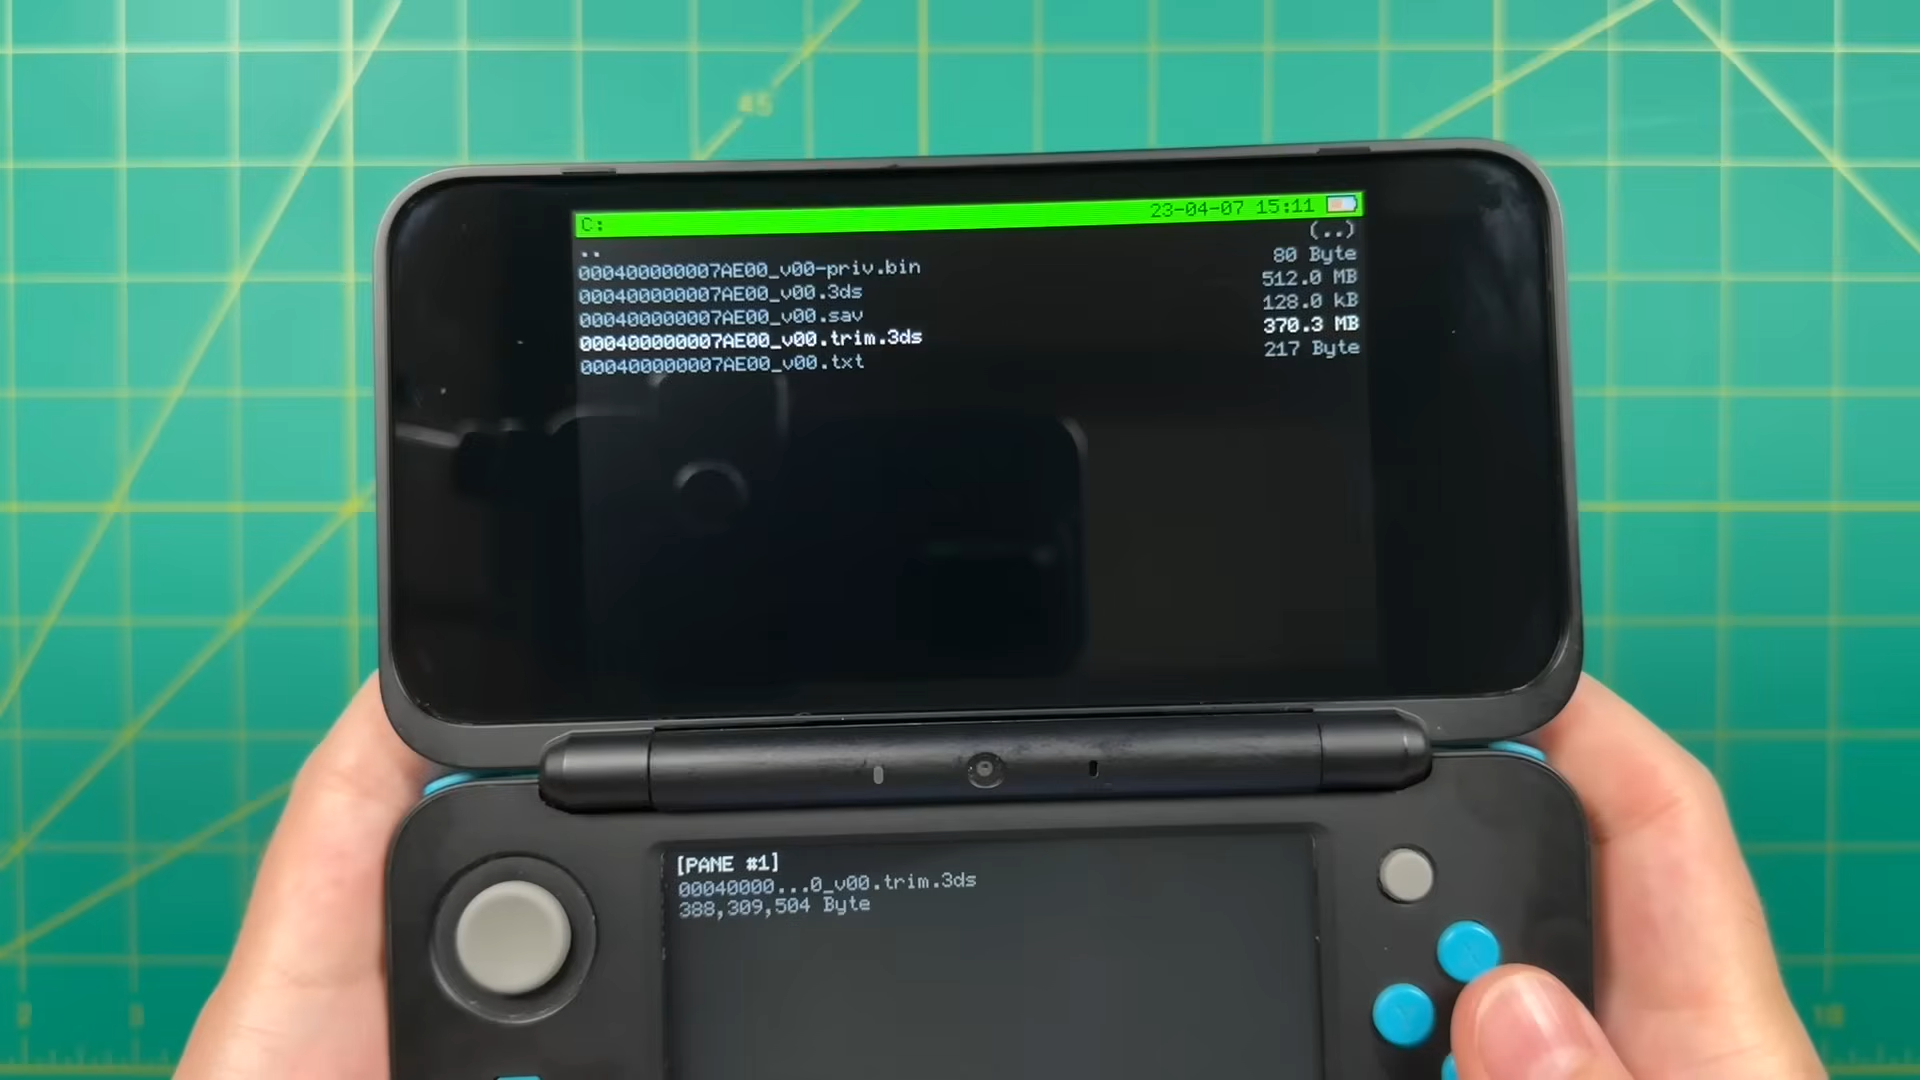 45
C: 23-04-07 15:11
.. (..)
000400000007AE00_v00-priv.bin 80 Byte
000400000007AE00_v00.3ds 512.0 MB
000400000007AE00_v00.sav 128.0 kB
000400000007AE00_v00.trim.3ds 370.3 MB
000400000007AE00_v00.txt 217 Byte
[PANE #1]
00040000...0_v00.trim.3ds
388,309,504 Byte